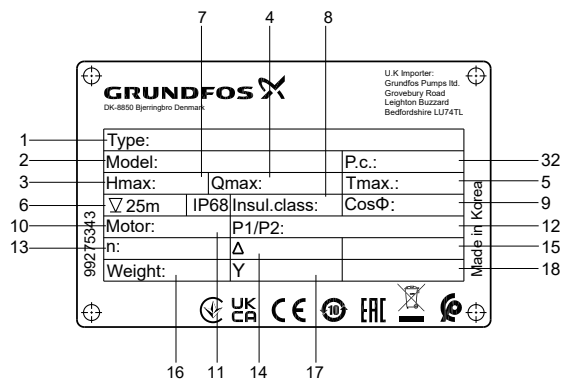 7 4 8
GRUNDFOS
DK-8850 Bjerringbro Denmark
U.K Importer:
Grundfos Pumps ltd.
Grovebury Road
Leighton Buzzard
Bedfordshire LU74TL
1 Type:
2 Model: P.c.: 32
3 Hmax: Qmax: Tmax.: 5
6 25m IP68 Insul.class: CosΦ: 9
10 Motor: P1/P2: 12
13 n: Δ 15
Weight: Y 18
99275343
Made in Korea
UK CA CE 10 EAC
16 11 14 17